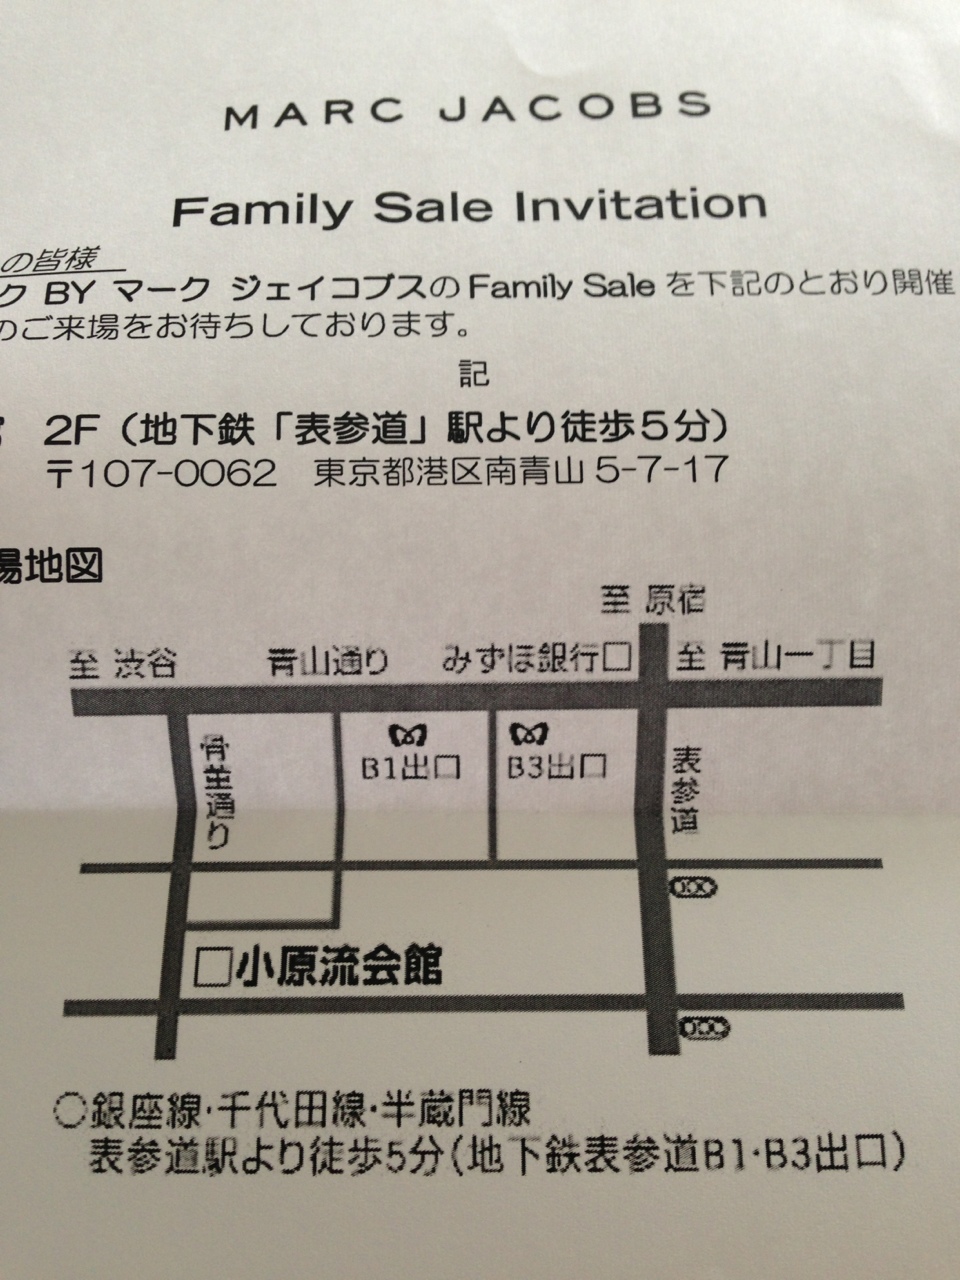 MARC JACOBS
Family Sale Invitation
の皆様
ク BY マーク ジェイコブスのFamily Sale を下記のとおり開催
のご来場をお待ちしております。
記
2F（地下鉄「表参道」駅より徒歩５分）
〒107-0062 東京都港区南青山 5-7-17
場地図
至 原宿
至 渋谷 青山通り みずほ銀行□ 至 青山一丁目
骨董通り
B1出口 B3出口
表参道
□小原流会館
○銀座線・千代田線・半蔵門線
表参道駅より徒歩5分(地下鉄表参道B1・B3出口)